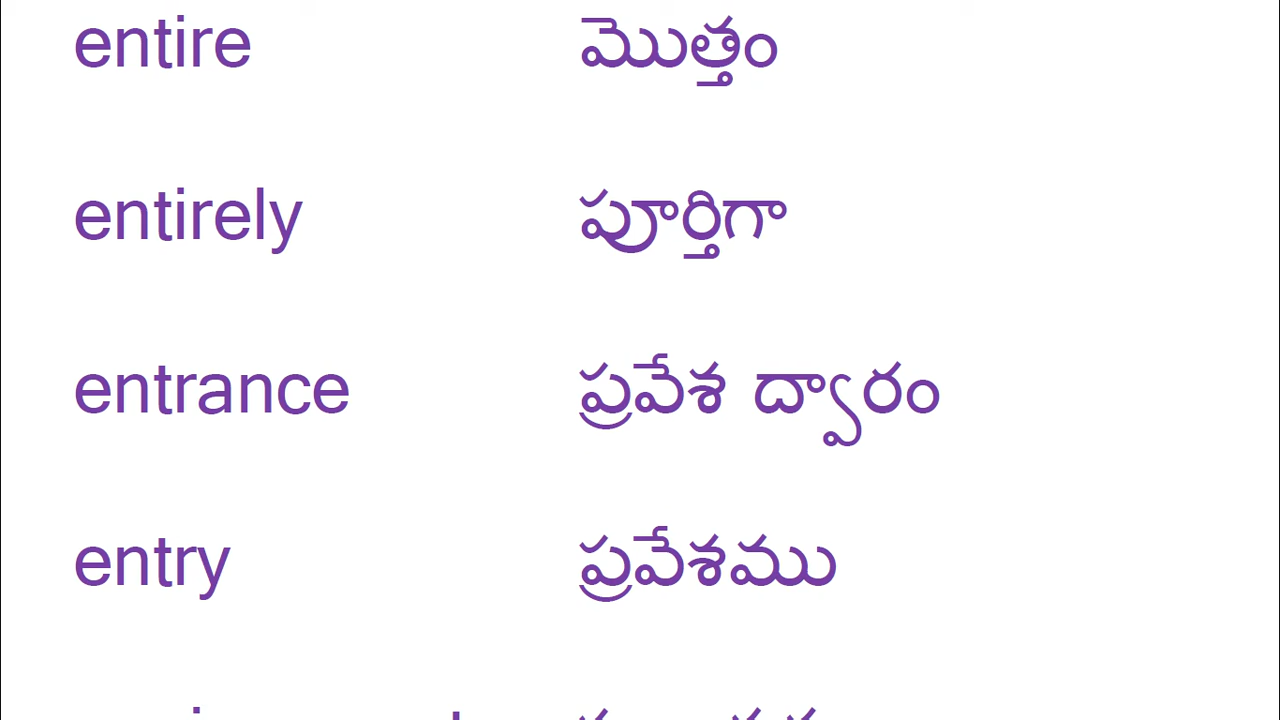 entire మొత్తం
entirely పూర్తిగా
entrance ప్రవేశ ద్వారం
entry ప్రవేశము